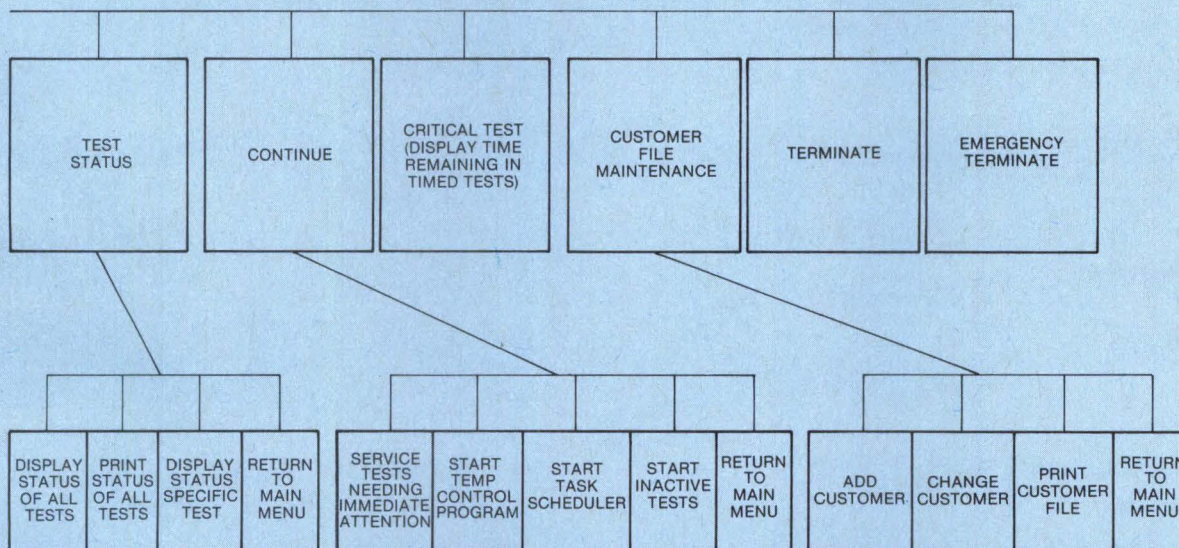 TEST
STATUS
CONTINUE
CRITICAL TEST
(DISPLAY TIME
REMAINING IN
TIMED TESTS)
CUSTOMER
FILE
MAINTENANCE
TERMINATE
EMERGENCY
TERMINATE
DISPLAY
STATUS
OF ALL
TESTS
PRINT
STATUS
OF ALL
TESTS
DISPLAY
STATUS
SPECIFIC
TEST
RETURN
TO
MAIN
MENU
SERVICE
TESTS
NEEDING
IMMEDIATE
ATTENTION
START
TEMP
CONTROL
PROGRAM
START
TASK
SCHEDULER
START
INACTIVE
TESTS
RETURN
TO
MAIN
MENU
ADD
CUSTOMER
CHANGE
CUSTOMER
PRINT
CUSTOMER
FILE
RETURN
TO
MAIN
MENU